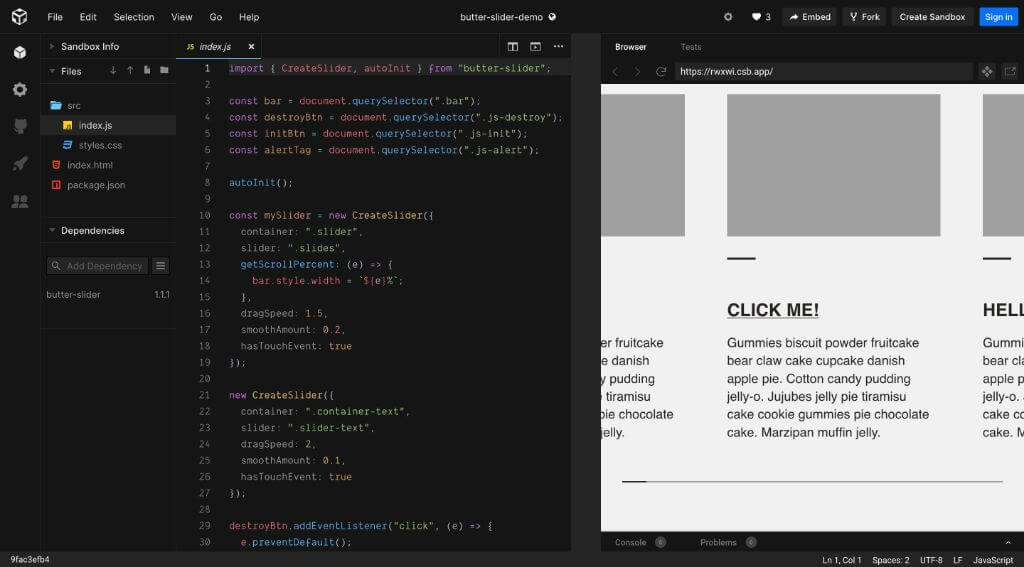 File Edit Selection View Go Help
butter-slider-demo
3 Embed Fork Create Sandbox Sign in
Sandbox Info
Files
src
index.js
styles.css
index.html
package.json
Dependencies
Add Dependency
butter-slider 1.1.1
JS index.js
1 import { CreateSlider, autoInit } from "butter-slider";
2
3 const bar = document.querySelector(".bar");
4 const destroyBtn = document.querySelector(".js-destroy");
5 const initBtn = document.querySelector(".js-init");
6 const alertTag = document.querySelector(".js-alert");
7
8 autoInit();
9
10 const mySlider = new CreateSlider({
11 container: ".slider",
12 slider: ".slides",
13 getScrollPercent: (e) => {
14 bar.style.width = `${e}%`;
15 },
16 dragSpeed: 1.5,
17 smoothAmount: 0.2,
18 hasTouchEvent: true
19 });
20
21 new CreateSlider({
22 container: ".container-text",
23 slider: ".slider-text",
24 dragSpeed: 2,
25 smoothAmount: 0.1,
26 hasTouchEvent: true
27 });
28
29 destroyBtn.addEventListener("click", (e) => {
30 e.preventDefault();
Browser Tests
https://rwxwi.csb.app/
er fruitcake
e danish
y pudding
e tiramisu
pie chocolate
jelly.
CLICK ME!
Gummies biscuit powder fruitcake
bear claw cake cupcake danish
apple pie. Cotton candy pudding
jelly-o. Jujubes jelly pie tiramisu
cake cookie gummies pie chocolate
cake. Marzipan muffin jelly.
HELL
Gummi
bear cla
apple p
jelly-o. J
cake co
cake. M
Console 0 Problems 0
9fac3efb4
Ln 1, Col 1 Spaces: 2 UTF-8 LF JavaScript